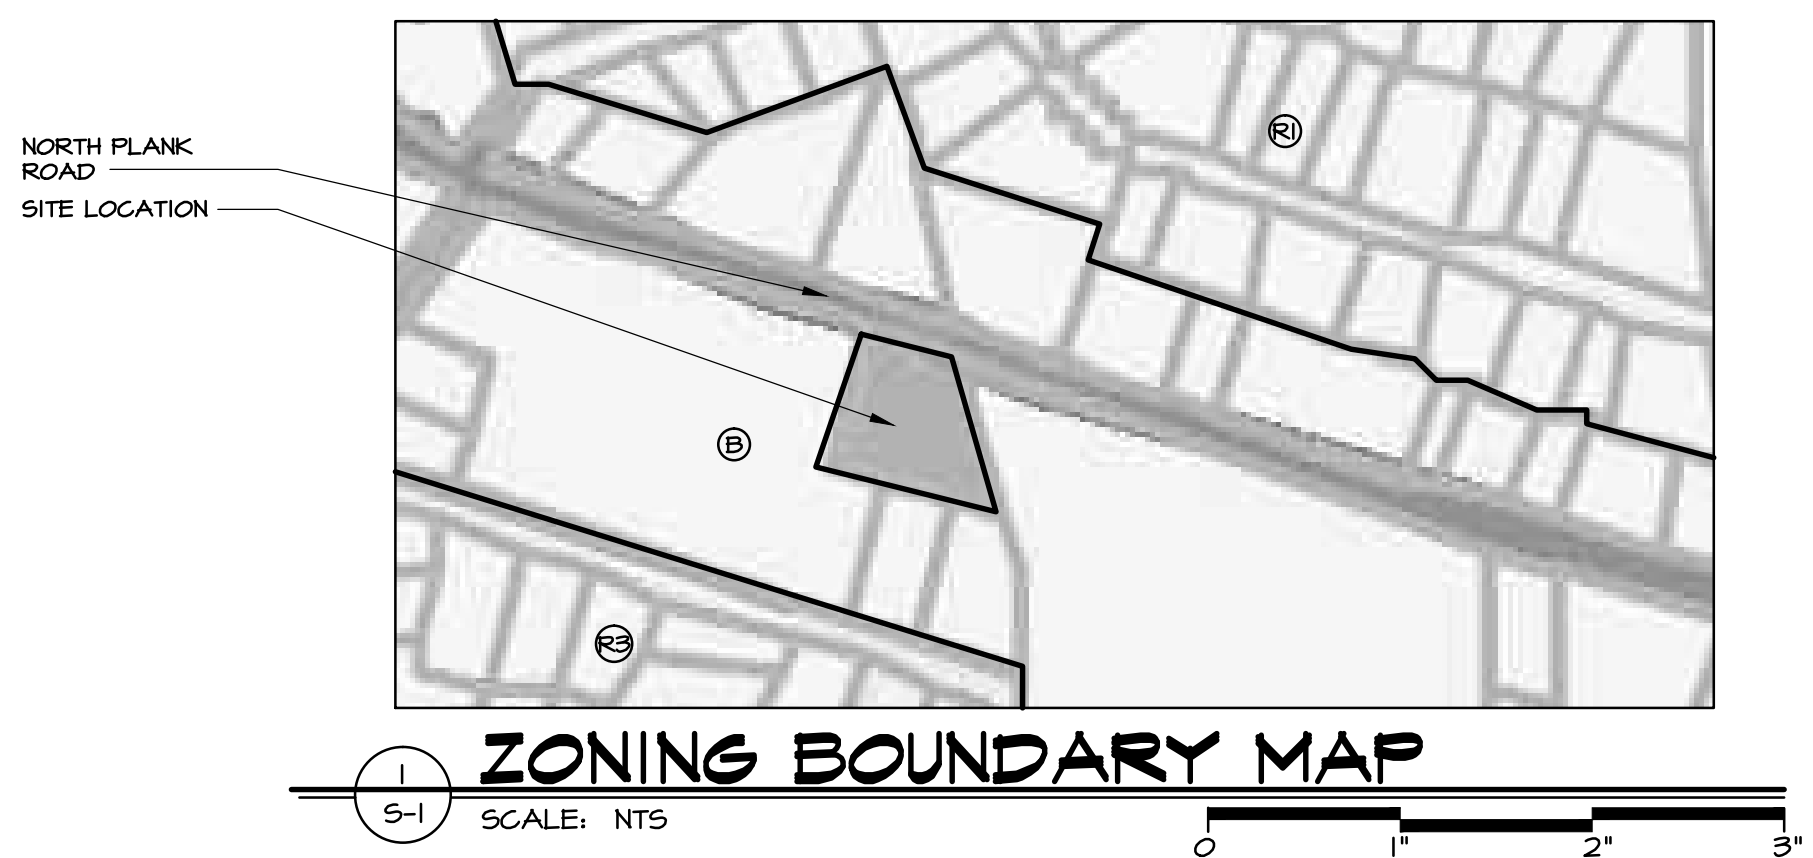 NORTH PLANK
ROAD
SITE LOCATION
R1
B
R3
1
S-1
ZONING BOUNDARY MAP
SCALE: NTS
0 1" 2" 3"